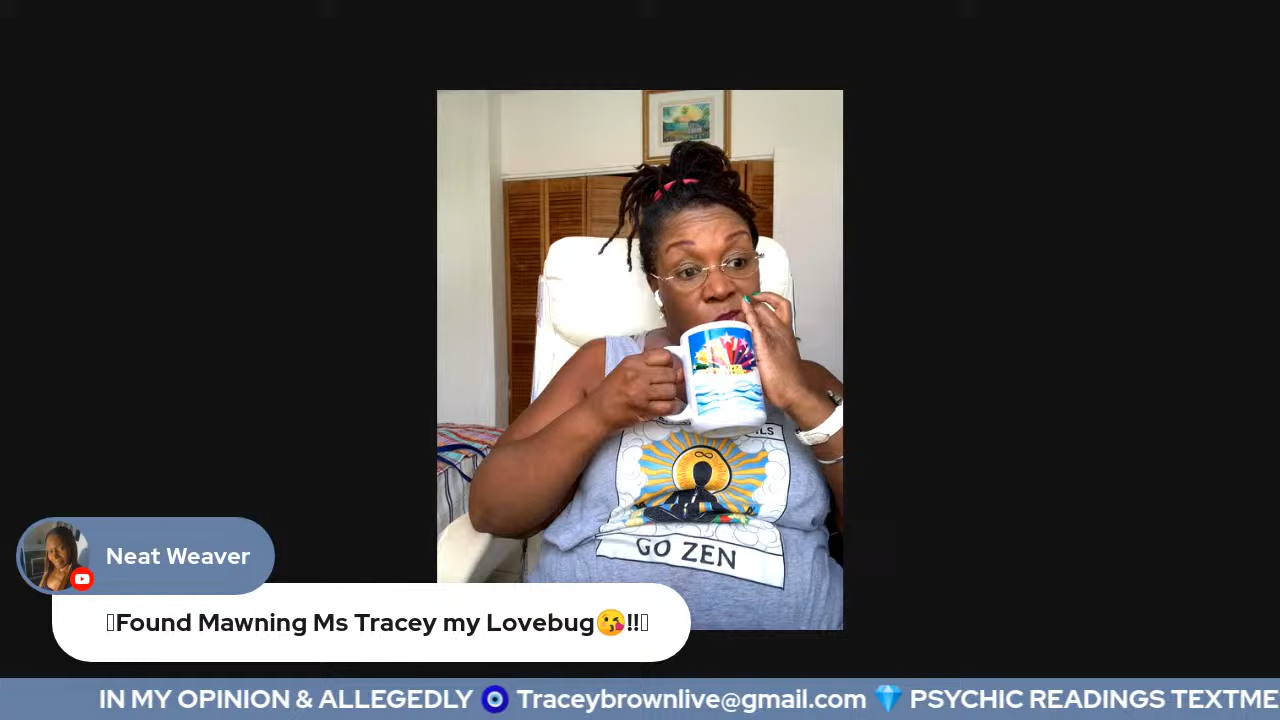 LS
GO ZEN
Neat Weaver
Found Mawning Ms Tracey my Lovebug😘!!
IN MY OPINION & ALLEGEDLY 🧿 Traceybrownlive@gmail.com 💎 PSYCHIC READINGS TEXTME